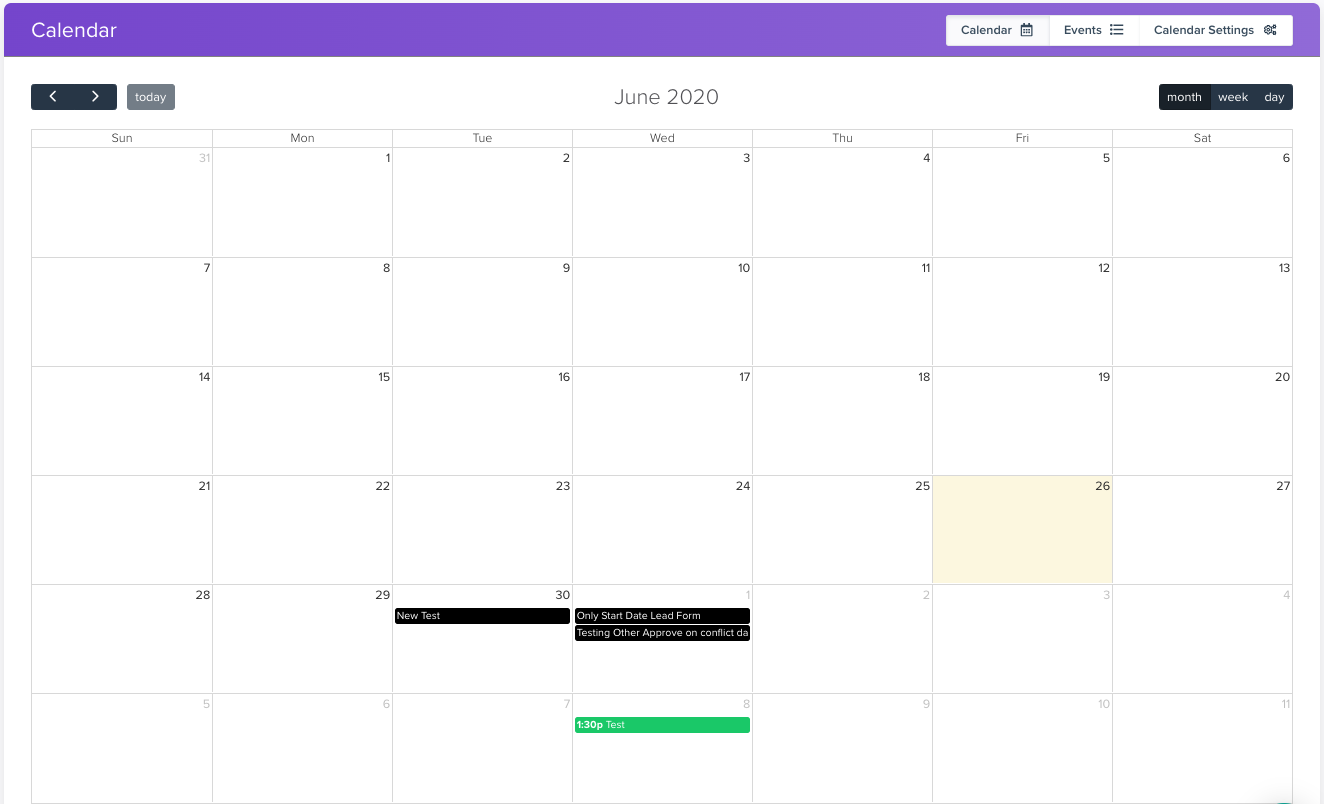 Calendar
Calendar Events Calendar Settings
today June 2020 month week day
Sun Mon Tue Wed Thu Fri Sat
31 1 2 3 4 5 6
7 8 9 10 11 12 13
14 15 16 17 18 19 20
21 22 23 24 25 26 27
28 29 30 1 2 3 4
New Test Only Start Date Lead Form
Testing Other Approve on conflict da
5 6 7 8 9 10 11
1:30p Test